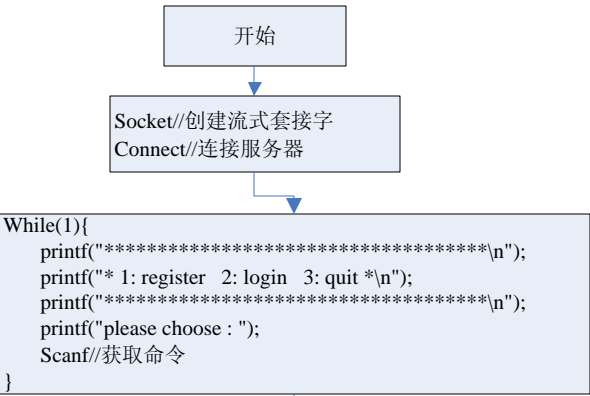 开始
Socket//创建流式套接字
Connect//连接服务器
While(1){
printf("************************************\n");
printf("* 1: register 2: login 3: quit *\n");
printf("************************************\n");
printf("please choose : ");
Scanf//获取命令
}